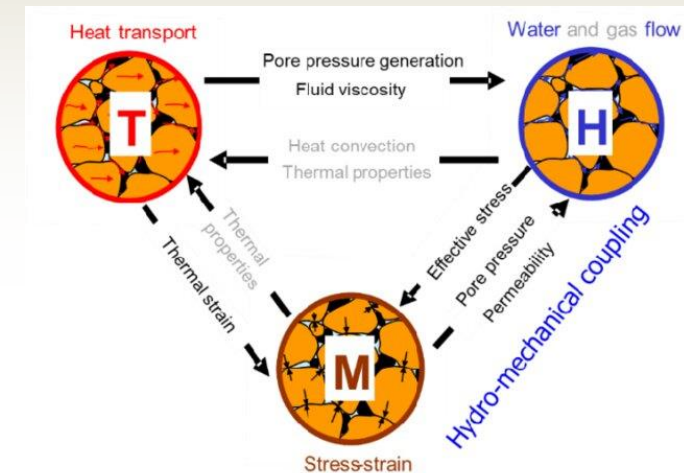 Heat transport
Water and gas flow
Pore pressure generation
Fluid viscosity
T
H
Heat convection
Thermal properties
Thermal strain
Thermal
properties
Effective stress
Pore pressure
Permeability
Hydro-mechanical coupling
M
Stress-strain